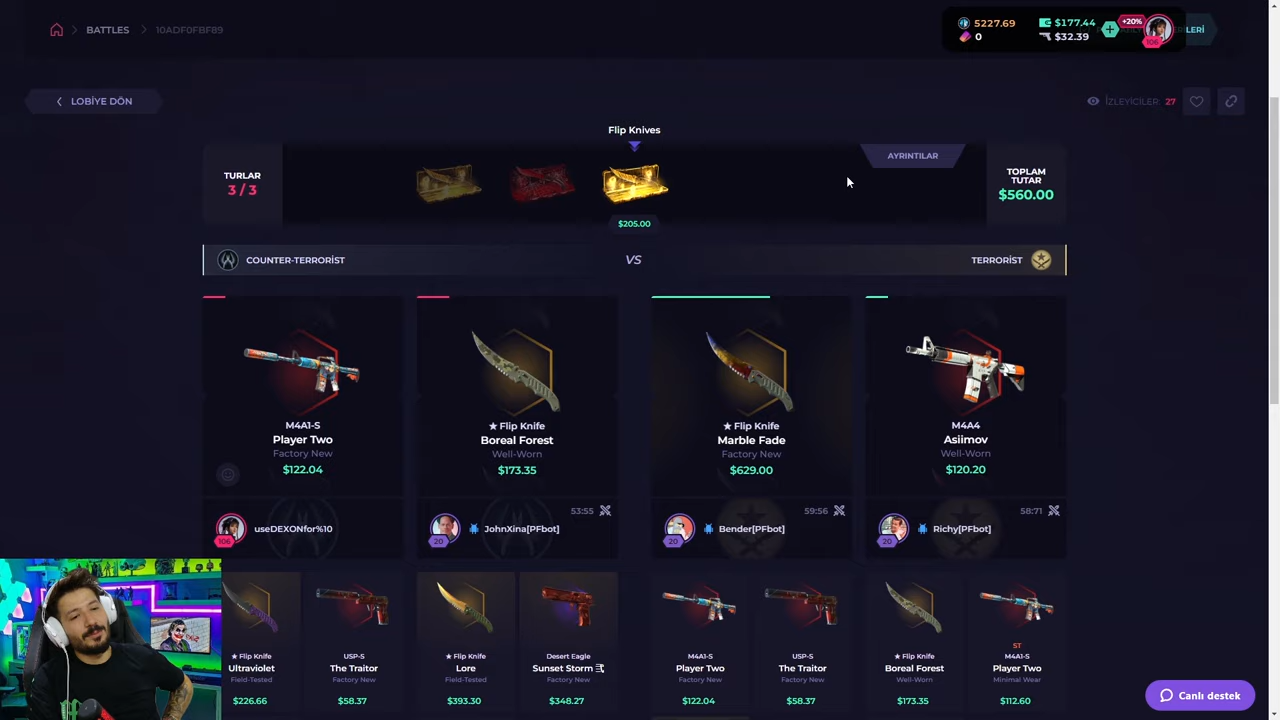 BATTLES
10ADF0FBF89
5227.69
0
$177.44
$32.39
+20%
106
LOBİYE DÖN
İZLEYİCİLER: 27
Flip Knives
TURLAR
3 / 3
AYRINTILAR
TOPLAM
TUTAR
$560.00
$205.00
COUNTER-TERRORİST
VS
TERRORİST
M4A1-S
Player Two
Factory New
$122.04
★ Flip Knife
Boreal Forest
Well-Worn
$173.35
★ Flip Knife
Marble Fade
Factory New
$629.00
M4A4
Asiimov
Well-Worn
$120.20
106
useDEXONfor%10
53:55
20
JohnXina[PFbot]
59:56
20
Bender[PFbot]
58:71
20
Richy[PFbot]
★ Flip Knife
Ultraviolet
Field-Tested
$226.66
USP-S
The Traitor
Factory New
$58.37
★ Flip Knife
Lore
Field-Tested
$393.30
Desert Eagle
Sunset Storm 壱
Factory New
$348.27
M4A1-S
Player Two
Factory New
$122.04
USP-S
The Traitor
Factory New
$58.37
★ Flip Knife
Boreal Forest
Well-Worn
$173.35
ST
M4A1-S
Player Two
Minimal Wear
$112.60
Canlı destek